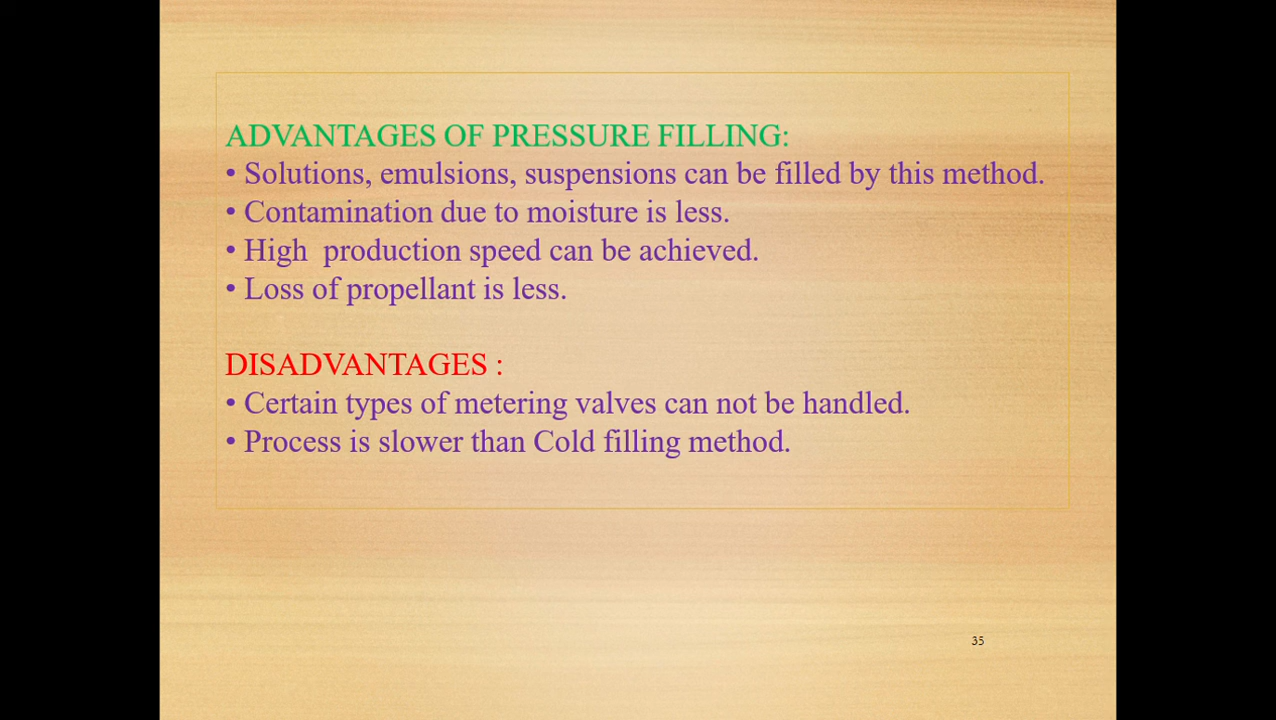 ADVANTAGES OF PRESSURE FILLING:
• Solutions, emulsions, suspensions can be filled by this method.
• Contamination due to moisture is less.
• High  production speed can be achieved.
• Loss of propellant is less.
DISADVANTAGES :
• Certain types of metering valves can not be handled.
• Process is slower than Cold filling method.
35